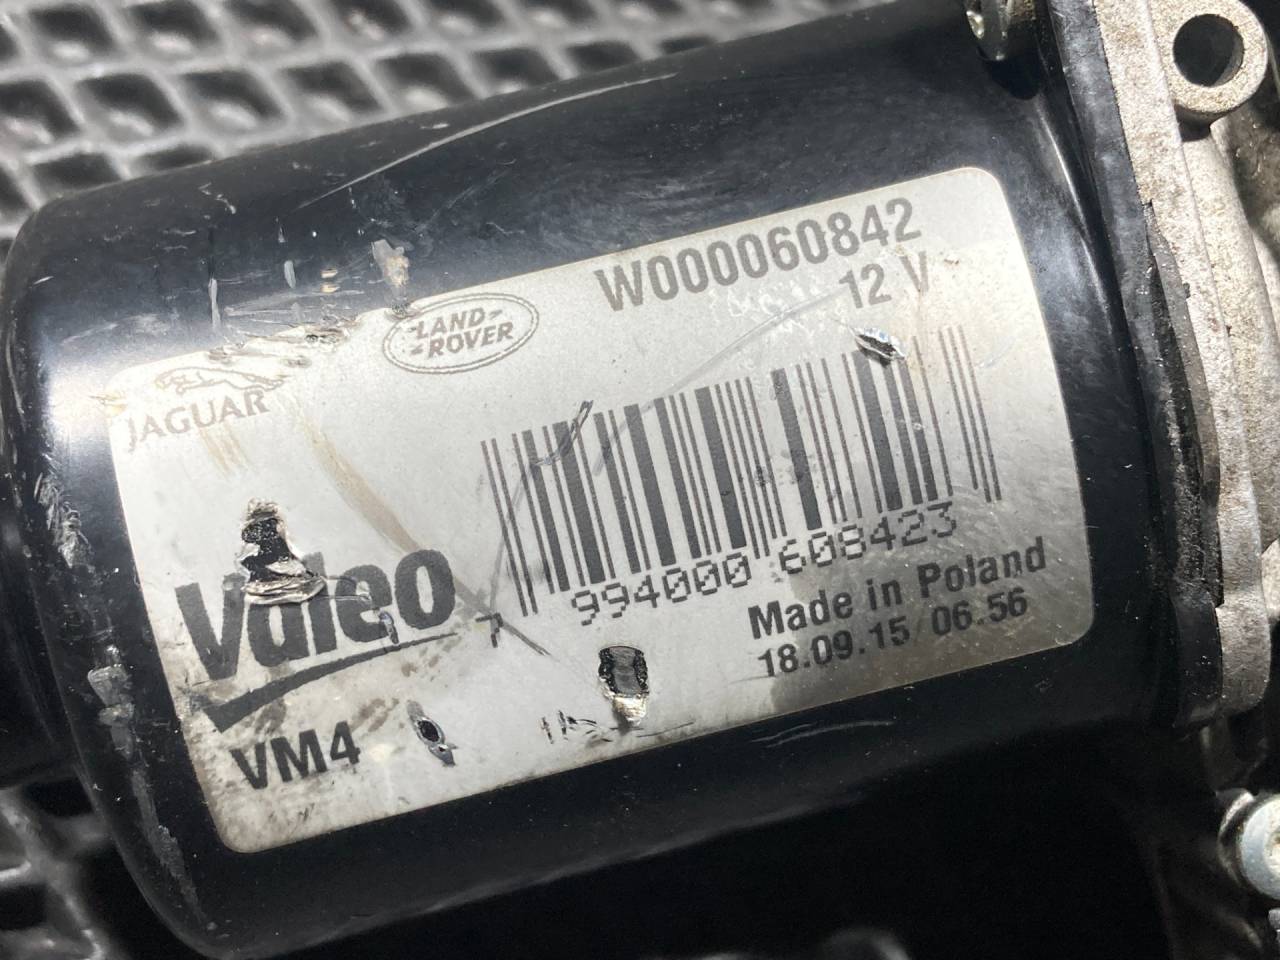 W000060842
12 V
LAND-
-ROVER
JAGUAR
7 994000 608423
Valeo
Made in Poland
18.09.15 06.56
VM4